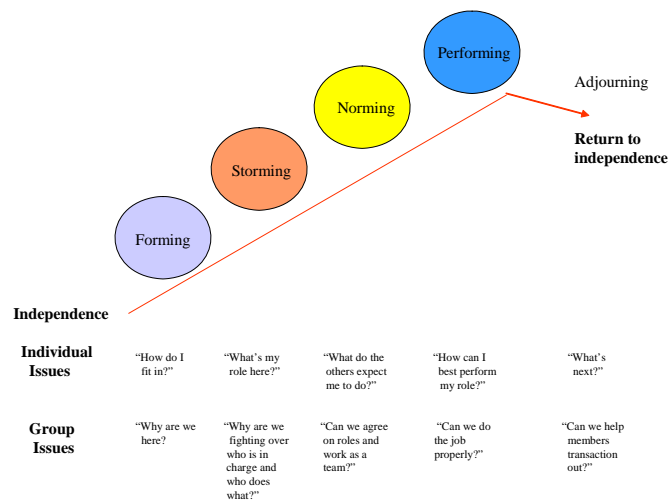 Performing
Adjourning
Norming
Return to
independence
Storming
Forming
Independence
Individual
Issues
“How do I
fit in?”
“What’s my
role here?”
“What do the
others expect
me to do?”
“How can I
best perform
my role?”
“What’s
next?”
Group
Issues
“Why are we
here?
“Why are we
fighting over
who is in
charge and
who does
what?”
“Can we agree
on roles and
work as a
team?”
“Can we do
the job
properly?”
“Can we help
members
transaction
out?”